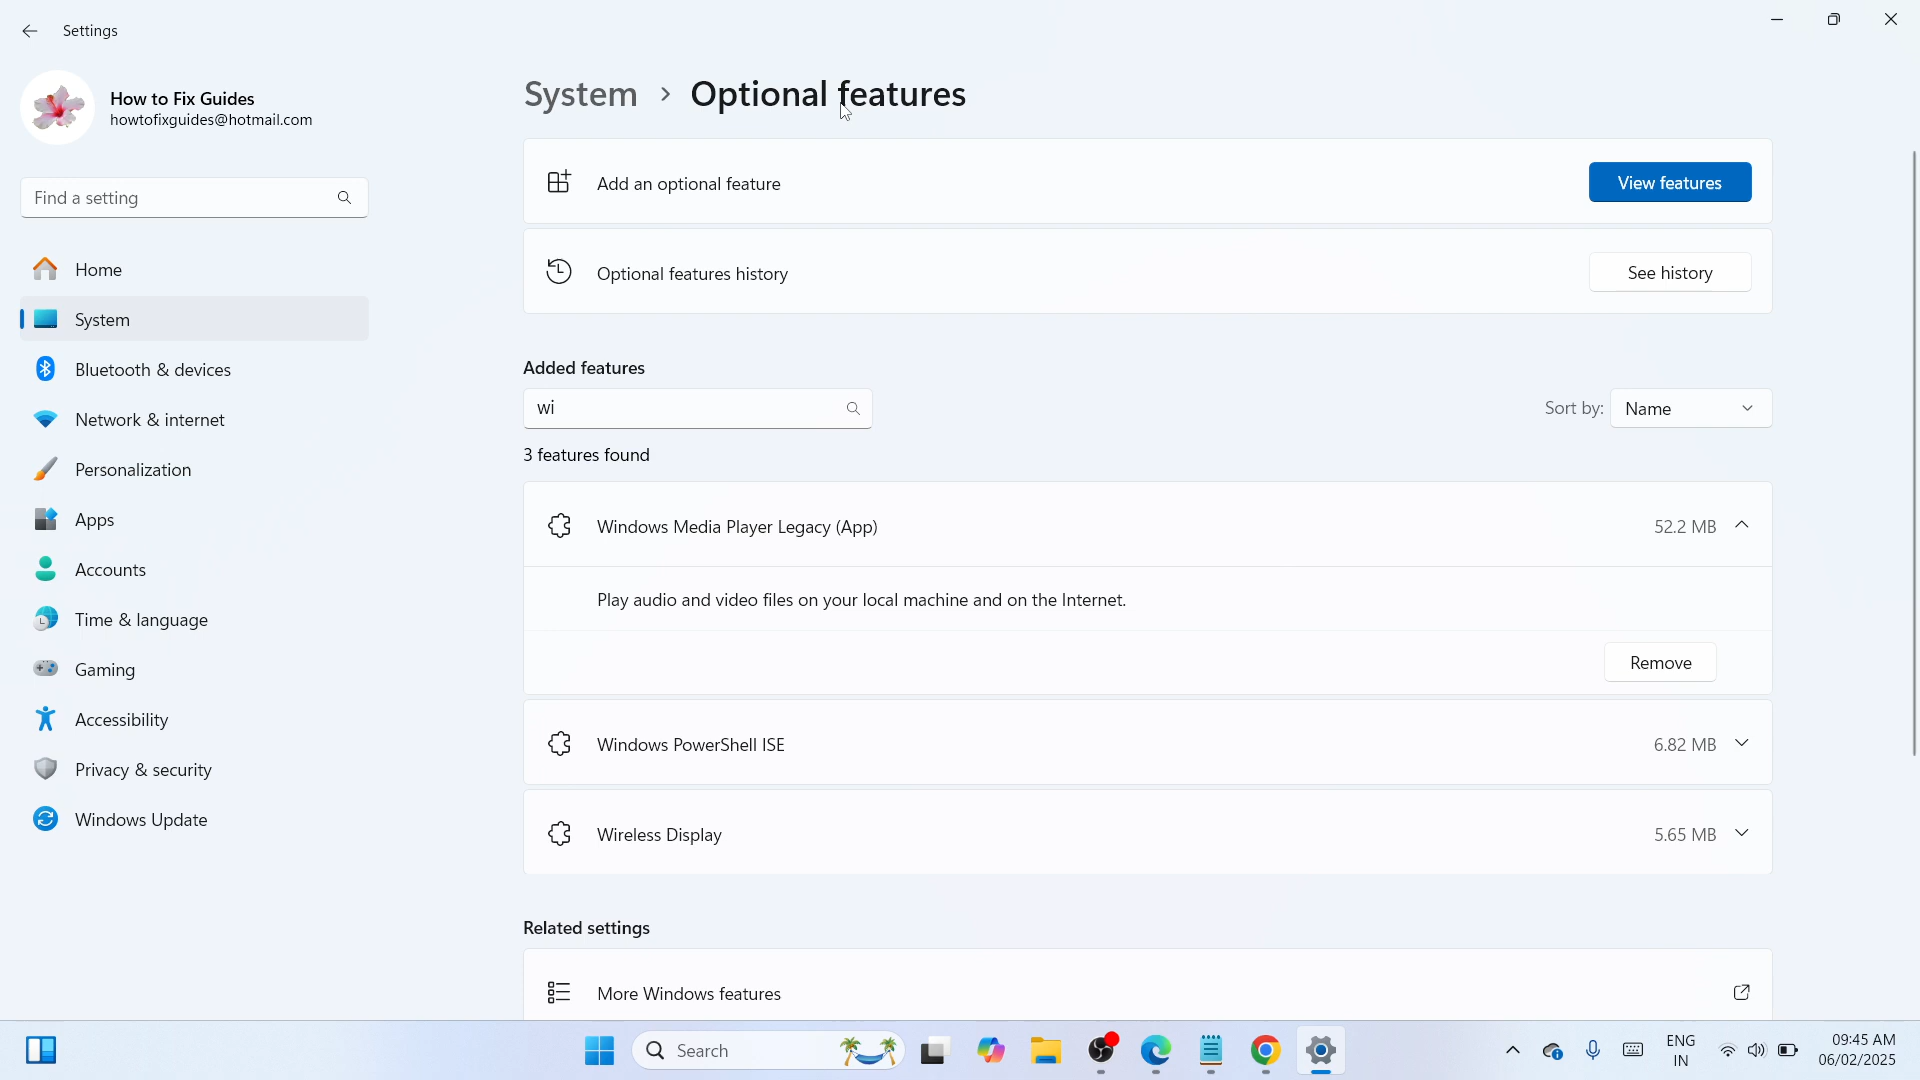 Settings
How to Fix Guides
howtofixguides@hotmail.com
Find a setting
Home
System
Bluetooth & devices
Network & internet
Personalization
Apps
Accounts
Time & language
Gaming
Accessibility
Privacy & security
Windows Update
System > Optional features
Add an optional feature
View features
Optional features history
See history
Added features
wi
Sort by: Name
3 features found
Windows Media Player Legacy (App) 52.2 MB
Play audio and video files on your local machine and on the Internet.
Remove
Windows PowerShell ISE 6.82 MB
Wireless Display 5.65 MB
Related settings
More Windows features
Search
ENG
IN
09:45 AM
06/02/2025